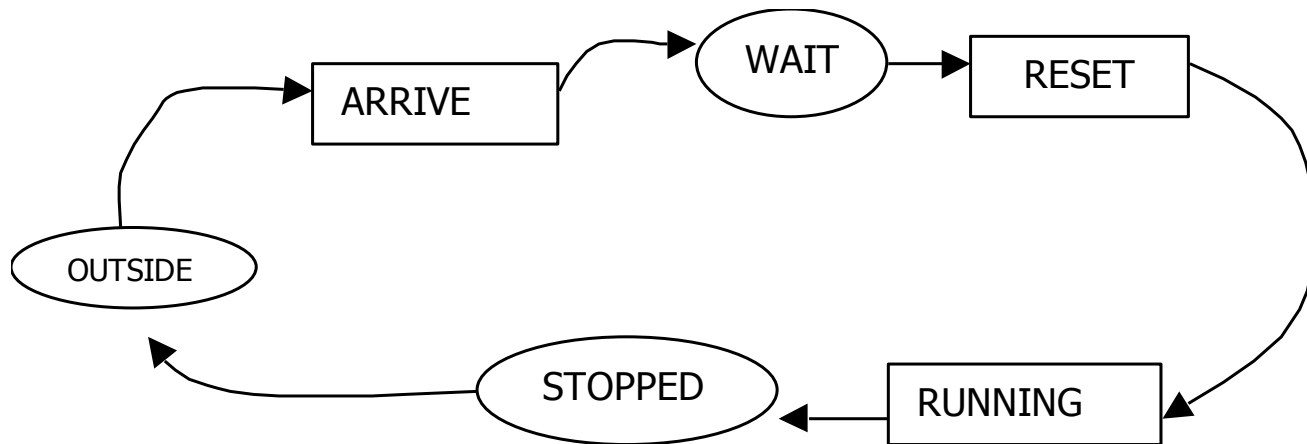 WAIT
RESET
ARRIVE
OUTSIDE
STOPPED
RUNNING